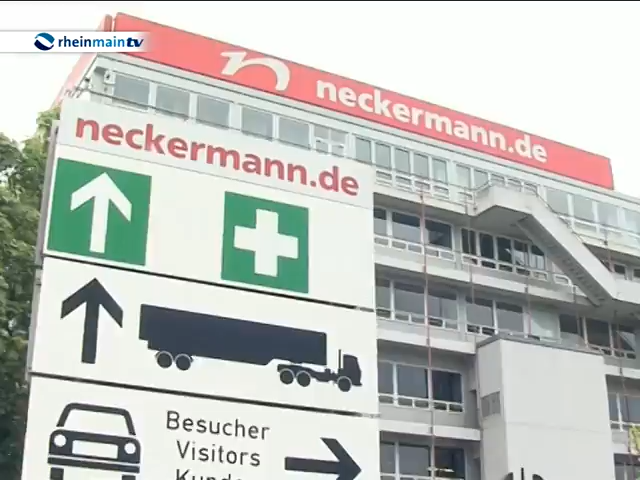 rheinmaintv
neckermann.de
neckermann.de
Besucher
Visitors